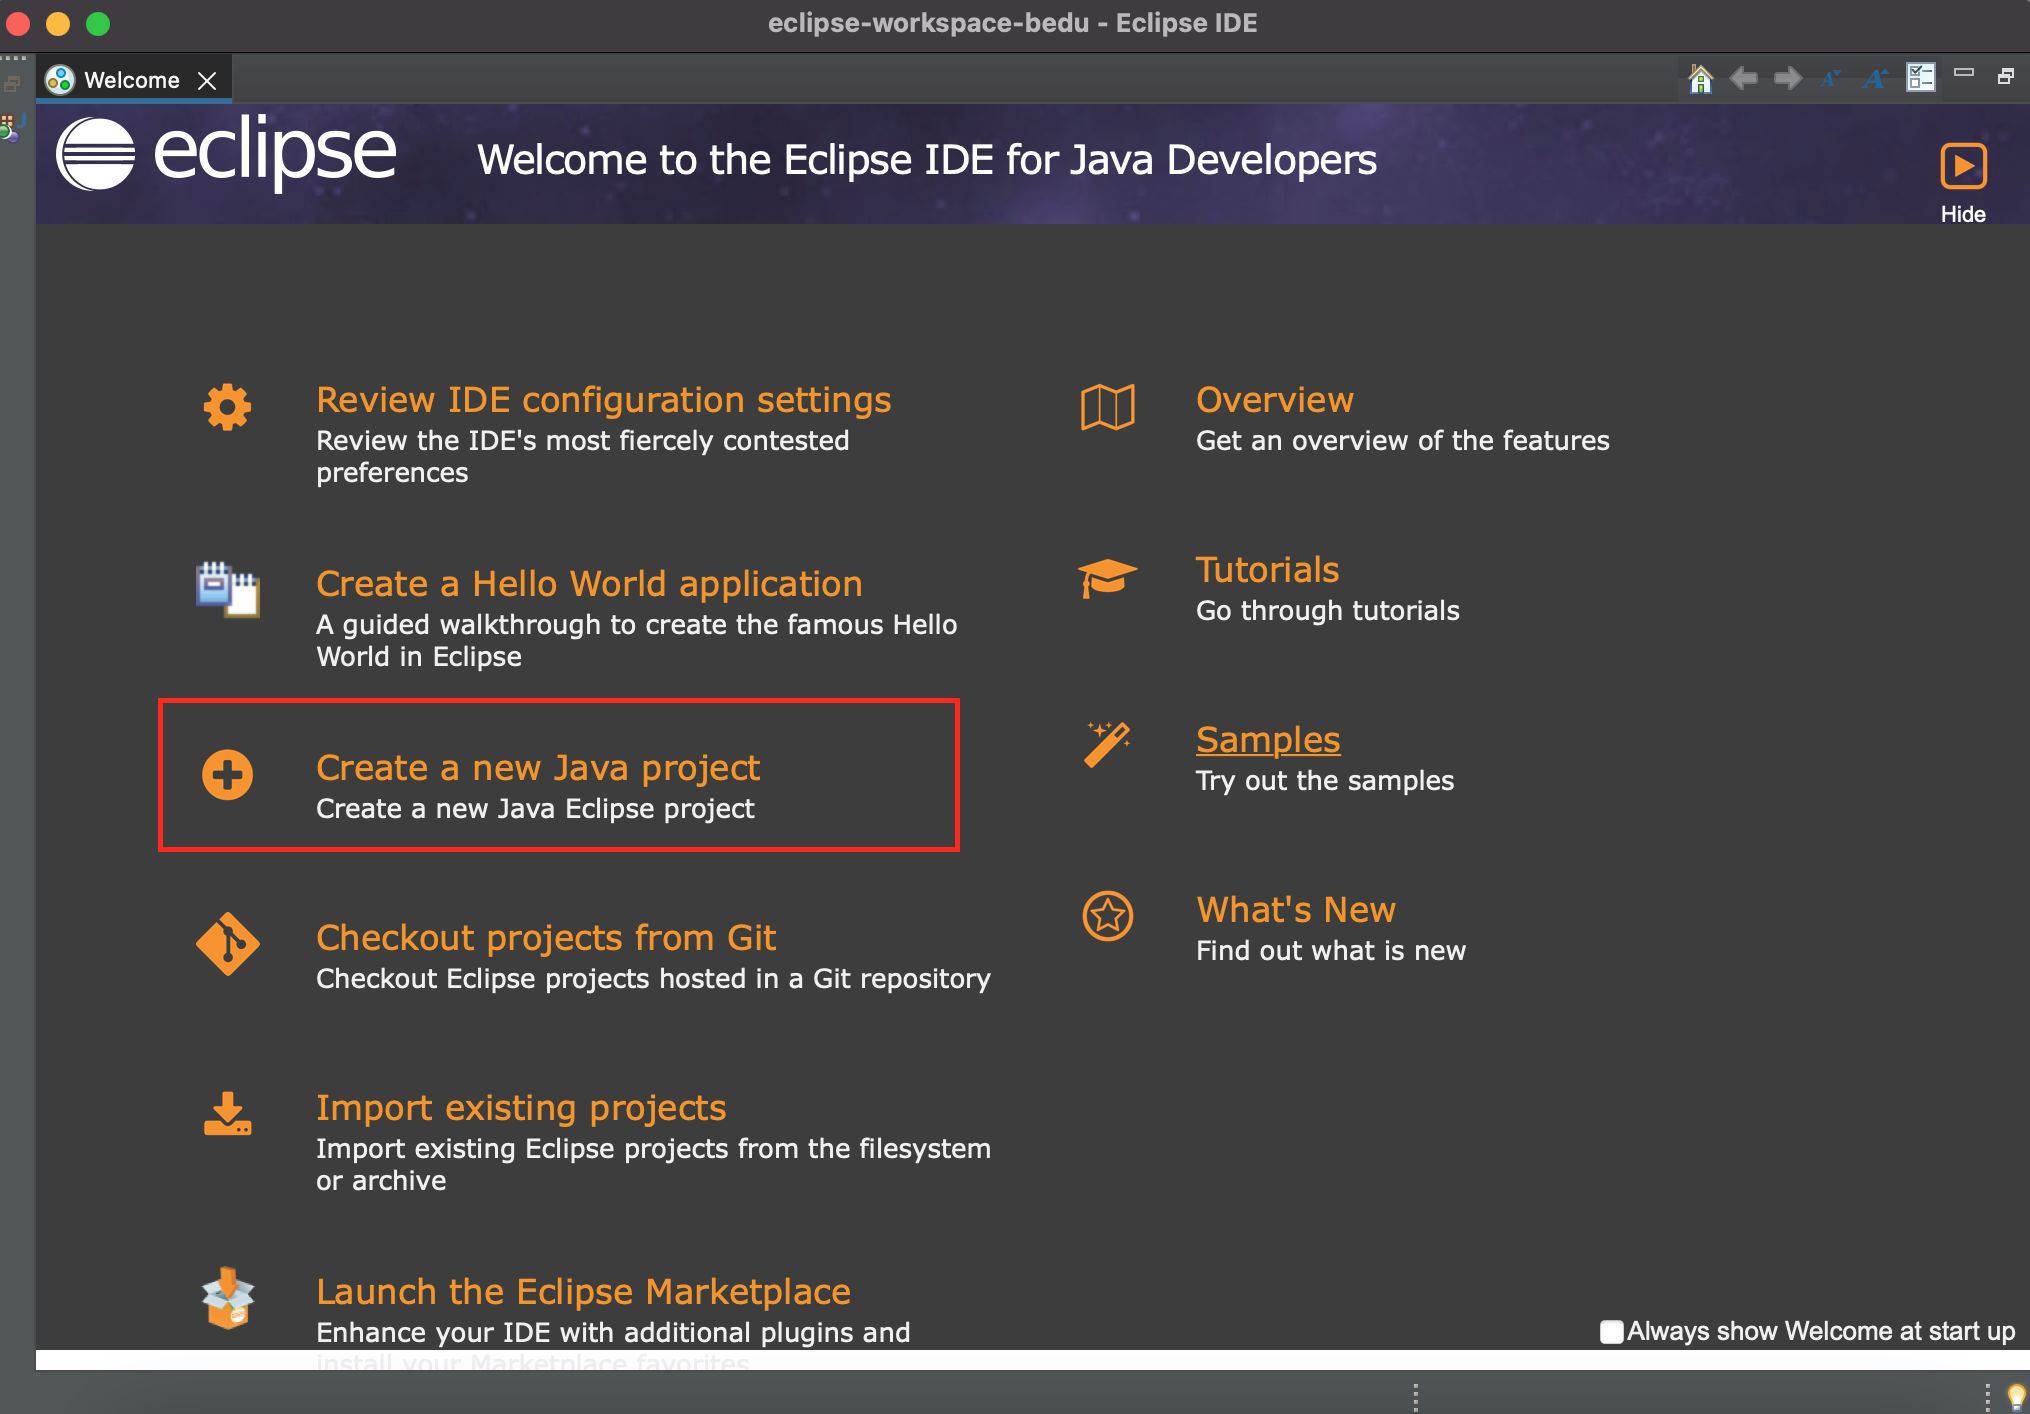 eclipse-workspace-bedu - Eclipse IDE
Welcome
eclipse
Welcome to the Eclipse IDE for Java Developers
Hide
Review IDE configuration settings
Review the IDE's most fiercely contested
preferences
Create a Hello World application
A guided walkthrough to create the famous Hello
World in Eclipse
Create a new Java project
Create a new Java Eclipse project
Checkout projects from Git
Checkout Eclipse projects hosted in a Git repository
Import existing projects
Import existing Eclipse projects from the filesystem
or archive
Launch the Eclipse Marketplace
Enhance your IDE with additional plugins and
install your Marketplace favorites
Overview
Get an overview of the features
Tutorials
Go through tutorials
Samples
Try out the samples
What's New
Find out what is new
Always show Welcome at start up